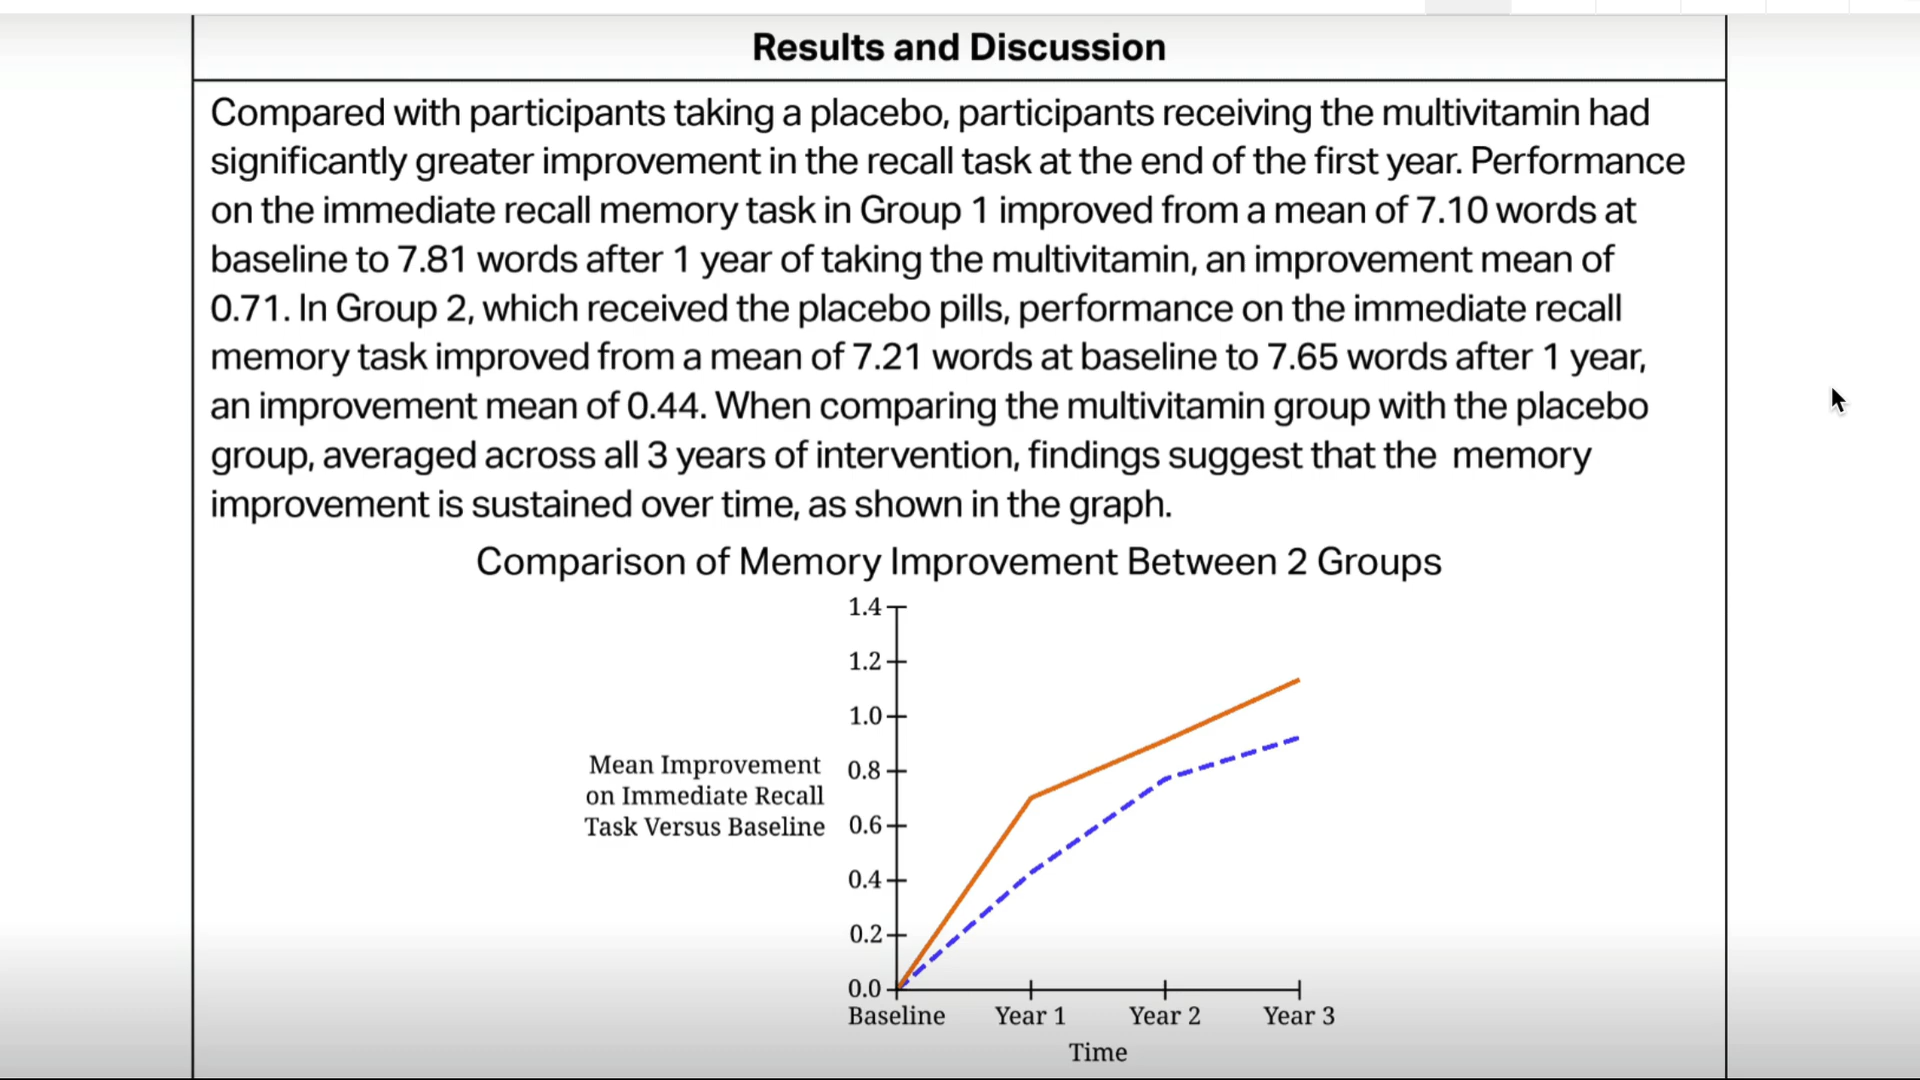 Results and Discussion
Compared with participants taking a placebo, participants receiving the multivitamin had
significantly greater improvement in the recall task at the end of the first year. Performance
on the immediate recall memory task in Group 1 improved from a mean of 7.10 words at
baseline to 7.81 words after 1 year of taking the multivitamin, an improvement mean of
0.71. In Group 2, which received the placebo pills, performance on the immediate recall
memory task improved from a mean of 7.21 words at baseline to 7.65 words after 1 year,
an improvement mean of 0.44. When comparing the multivitamin group with the placebo
group, averaged across all 3 years of intervention, findings suggest that the memory
improvement is sustained over time, as shown in the graph.
Comparison of Memory Improvement Between 2 Groups
1.4
1.2
1.0
Mean Improvement
on Immediate Recall
Task Versus Baseline
0.8
0.6
0.4
0.2
0.0
Baseline Year 1 Year 2 Year 3
Time